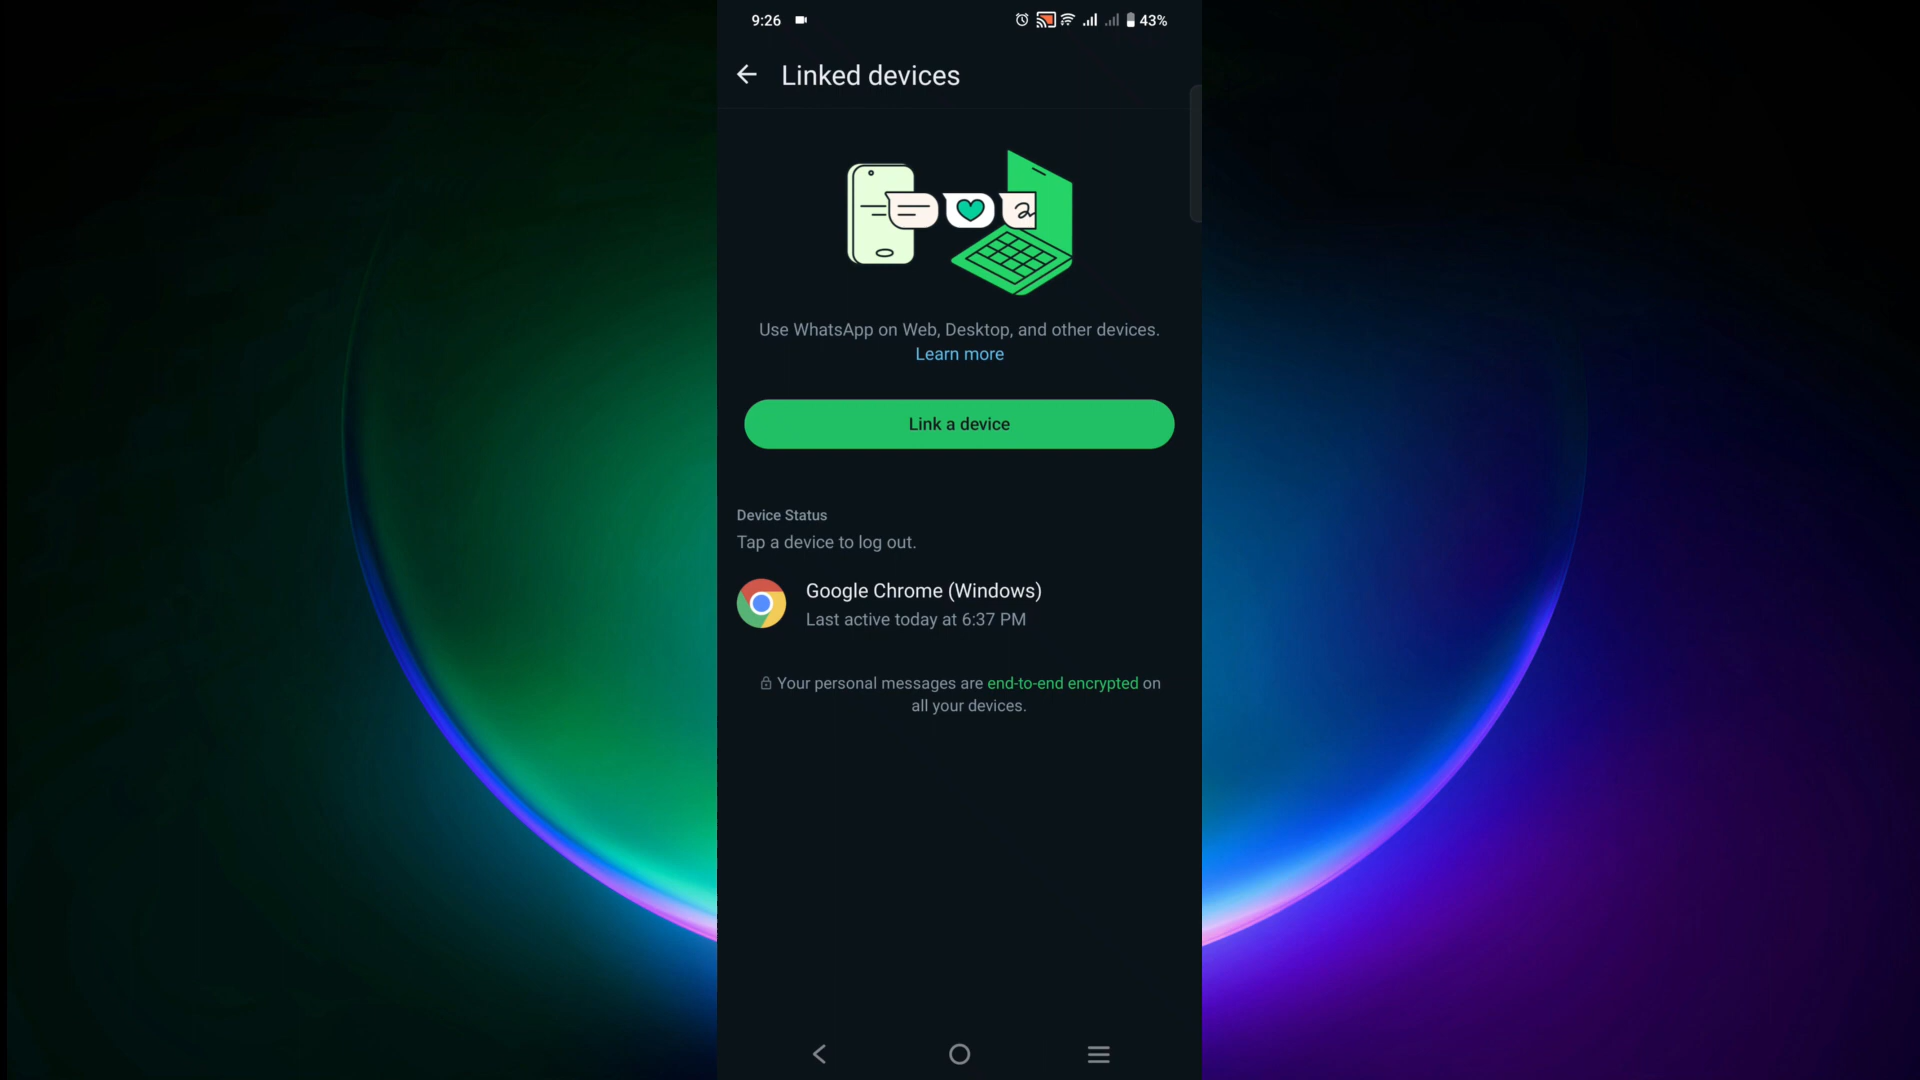 9:26
43%
Linked devices
Use WhatsApp on Web, Desktop, and other devices.
Learn more
Link a device
Device Status
Tap a device to log out.
Google Chrome (Windows)
Last active today at 6:37 PM
Your personal messages are end-to-end encrypted on
all your devices.